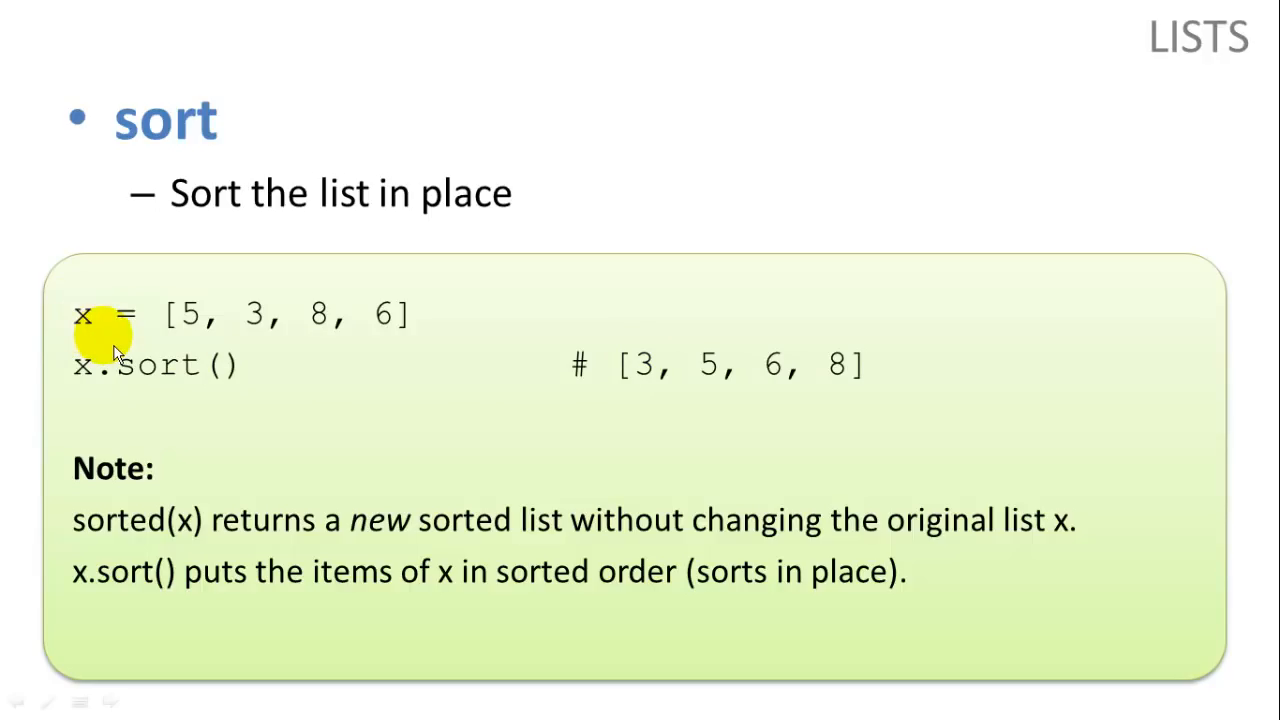 LISTS
• sort
– Sort the list in place
x = [5, 3, 8, 6]
x.sort() # [3, 5, 6, 8]
Note:
sorted(x) returns a new sorted list without changing the original list x.
x.sort() puts the items of x in sorted order (sorts in place).